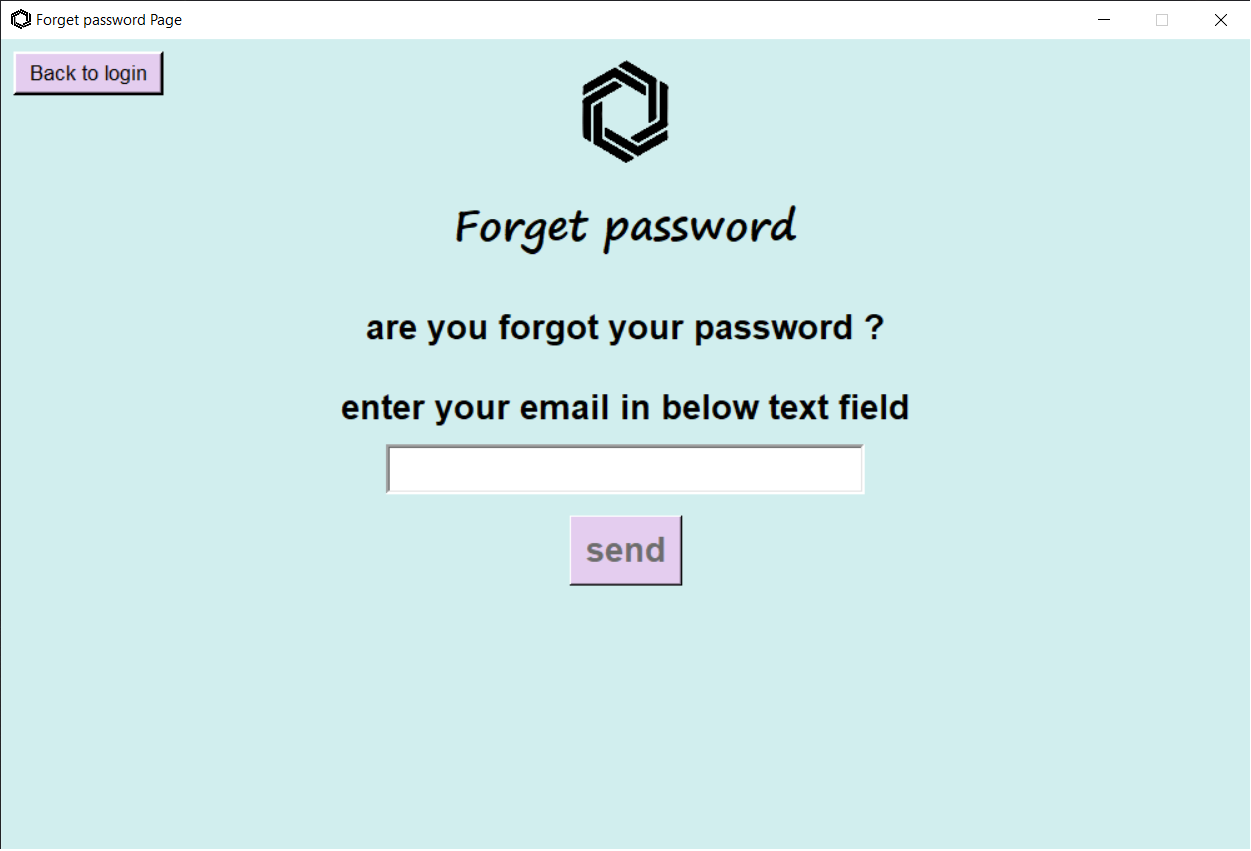 Forget password Page
Back to login
Forget password
are you forgot your password ?
enter your email in below text field
send